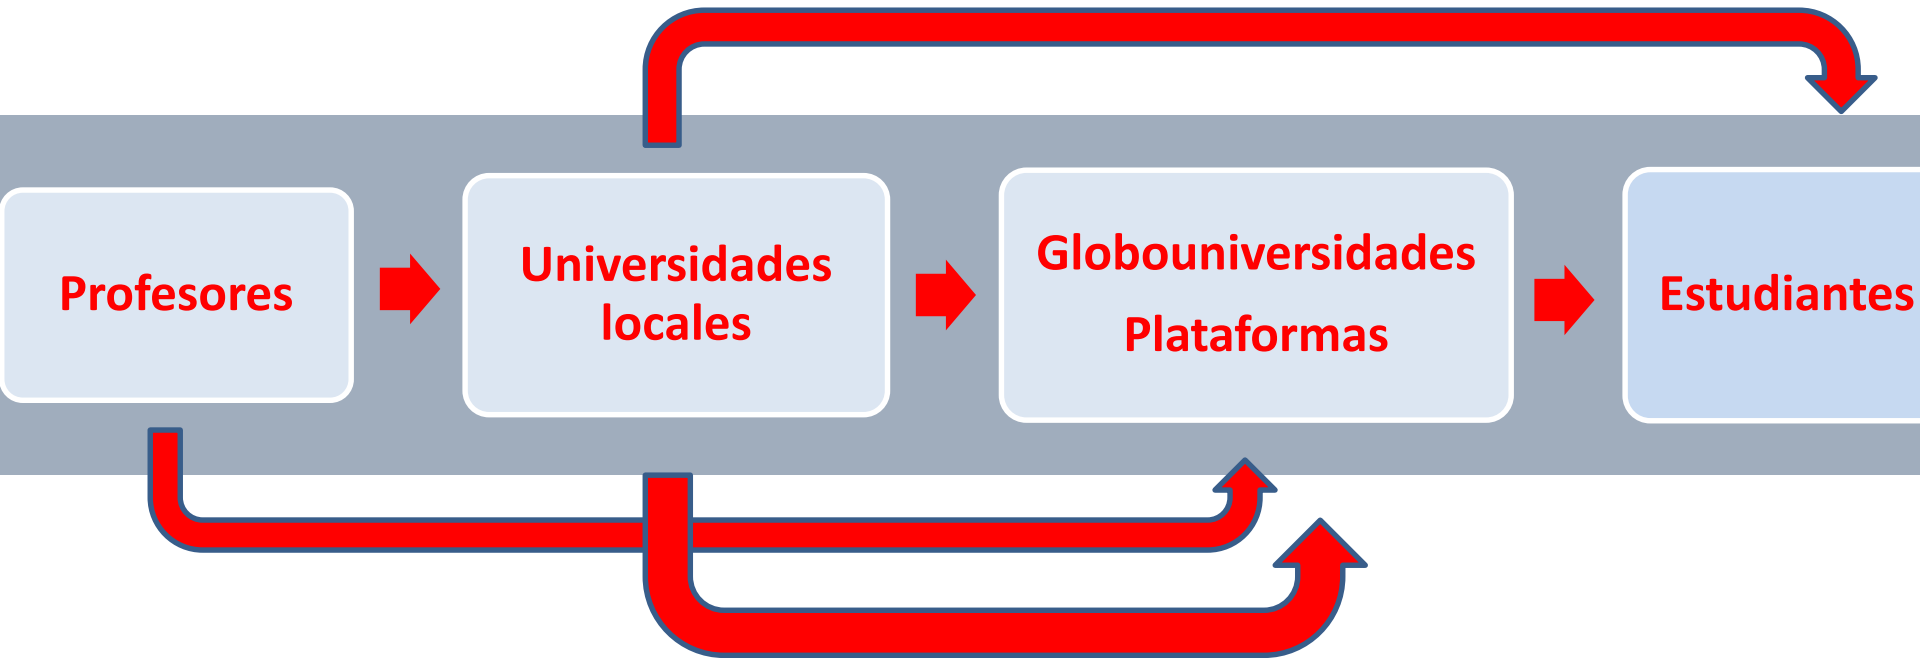 Profesores
Universidades
locales
Globouniversidades
Plataformas
Estudiantes